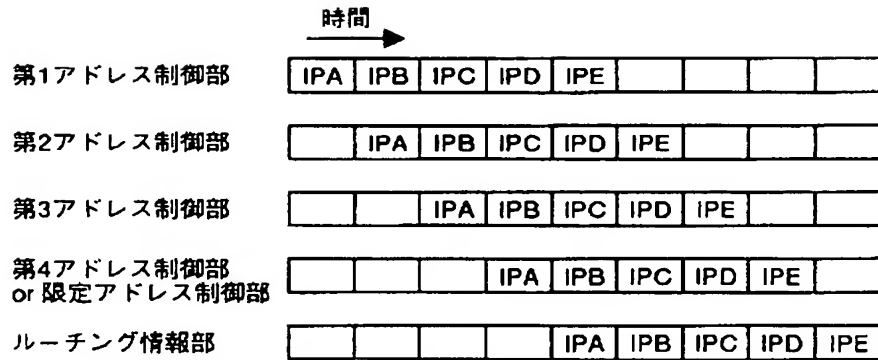 時間
第1アドレス制御部 IPA IPB IPC IPD IPE
第2アドレス制御部 IPA IPB IPC IPD IPE
第3アドレス制御部 IPA IPB IPC IPD IPE
第4アドレス制御部
or 限定アドレス制御部 IPA IPB IPC IPD IPE
ルーチング情報部 IPA IPB IPC IPD IPE